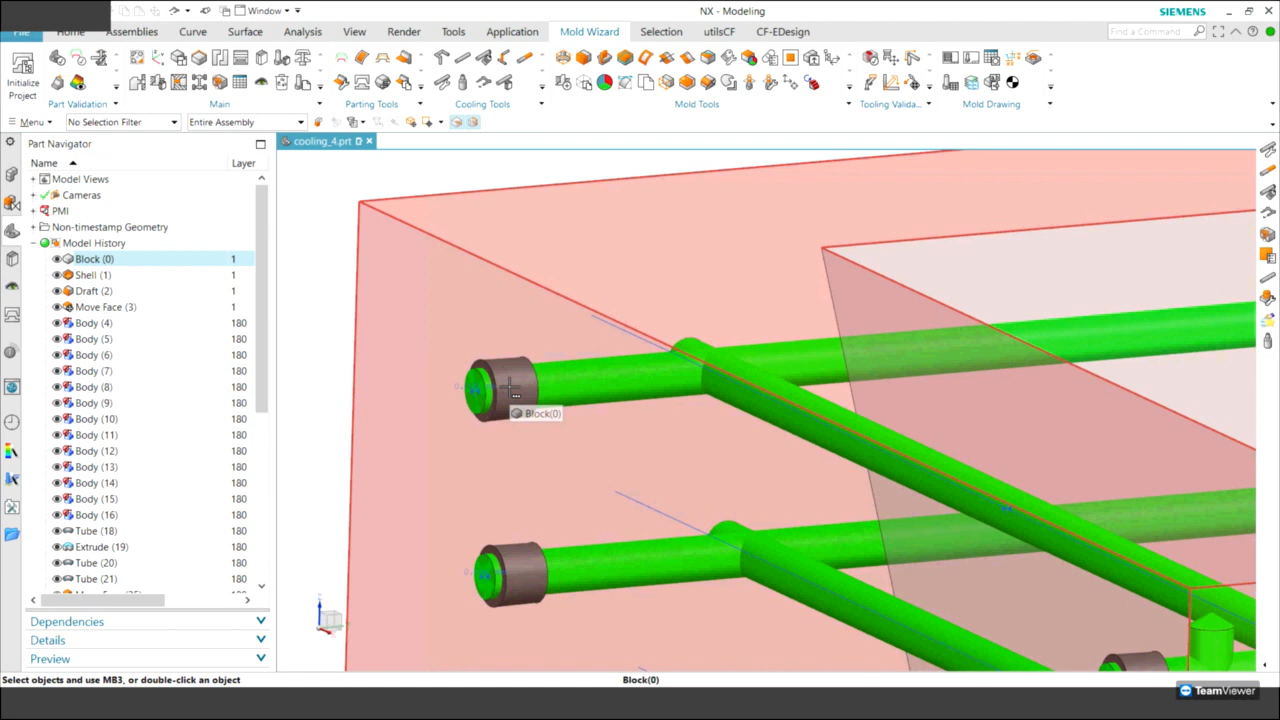 Window
NX - Modeling
SIEMENS
File
Home
Assemblies
Curve
Surface
Analysis
View
Render
Tools
Application
Mold Wizard
Selection
utilsCF
CF-EDesign
Find a Command
Initialize
Project
Part Validation
Main
Parting Tools
Cooling Tools
Mold Tools
Tooling Valida...
Mold Drawing
Menu
No Selection Filter
Entire Assembly
Part Navigator
cooling_4.prt
Name
Layer
Model Views
Cameras
PMI
Non-timestamp Geometry
Model History
Block (0) 1
Shell (1) 1
Draft (2) 1
Move Face (3) 1
Body (4) 180
Body (5) 180
Body (6) 180
Body (7) 180
Body (8) 180
Body (9) 180
Body (10) 180
Body (11) 180
Body (12) 180
Body (13) 180
Body (14) 180
Body (15) 180
Body (16) 180
Tube (18) 180
Extrude (19) 180
Tube (20) 180
Tube (21) 180
Block(0)
Dependencies
Details
Preview
Select objects and use MB3, or double-click an object
Block(0)
TeamViewer